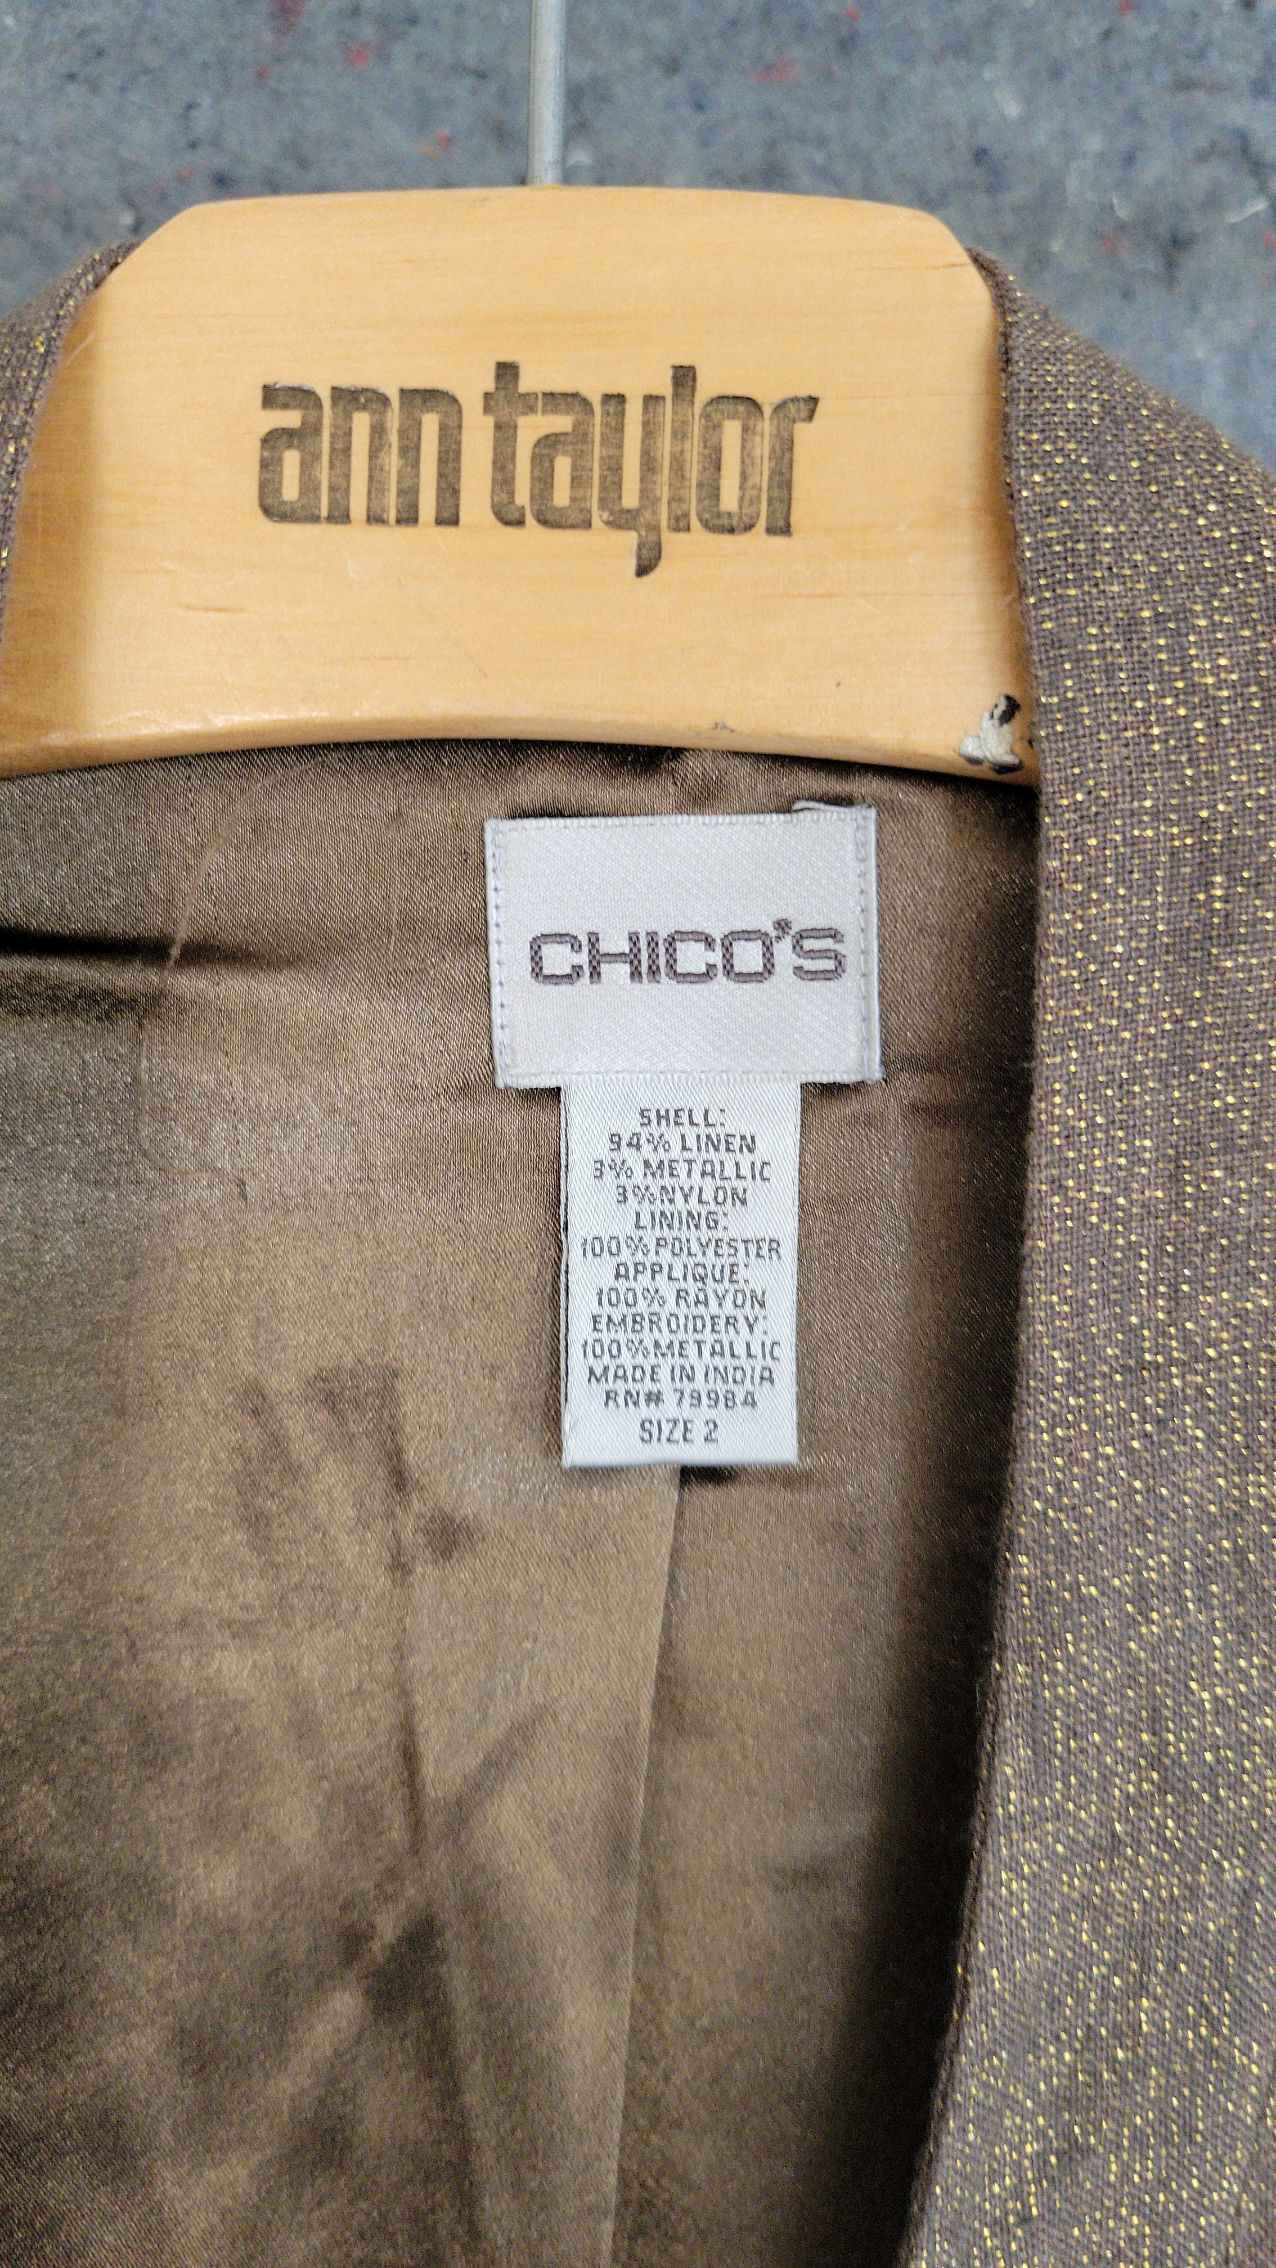 ann taylor
CHICO'S
SHELL:
94% LINEN
3% METALLIC
3% NYLON
LINING:
100% POLYESTER
APPLIQUE:
100% RAYON
EMBROIDERY:
100% METALLIC
MADE IN INDIA
RN# 79984
SIZE 2